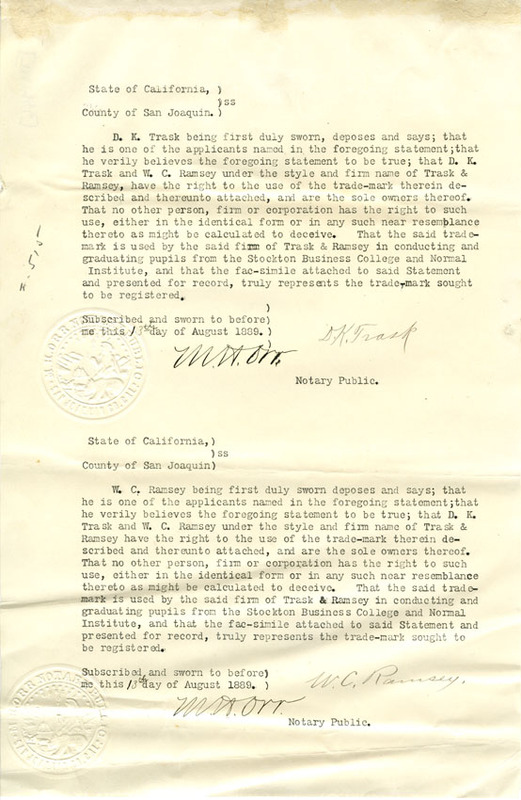 State of California, )
)ss
County of San Joaquin. )
D. K. Trask being first duly sworn, deposes and says; that
he is one of the applicants named in the foregoing statement;that
he verily believes the foregoing statement to be true; that D. K.
Trask and W. C. Ramsey under the style and firm name of Trask &
Ramsey, have the right to the use of the trade-mark therein de-
scribed and thereunto attached, and are the sole owners thereof.
That no other person, firm or corporation has the right to such
use, either in the identical form or in any such near resemblance
thereto as might be calculated to deceive. That the said trade-
mark is used by the said firm of Trask & Ramsey in conducting and
graduating pupils from the Stockton Business College and Normal
Institute, and that the fac-simile attached to said Statement
and presented for record, truly represents the trade-mark sought
to be registered.
)
Subscribed and sworn to before)
me this 13th day of August 1889. )
D.K. Trask
M.H. Orr.
Notary Public.
State of California,)
)ss
County of San Joaquin)
W. C. Ramsey being first duly sworn deposes and says; that
he is one of the applicants named in the foregoing statement;that
he verily believes the foregoing statement to be true; that D. K.
Trask and W. C. Ramsey under the style and firm name of Trask &
Ramsey have the right to the use of the trade-mark therein de-
scribed and thereunto attached, and are the sole owners thereof.
That no other person, firm or corporation has the right to such
use, either in the identical form or in any such near resemblance
thereto as might be calculated to deceive. That the said trade-
mark is used by the said firm of Trask & Ramsey in conducting and
graduating pupils from the Stockton Business College and Normal
Institute, and that the fac-simile attached to said Statement and
presented for record, truly represents the trade-mark sought to
be registered.
Subscribed and sworn to before)
me this 13th day of August 1889. )
W. C. Ramsey.
M.H. Orr.
Notary Public.